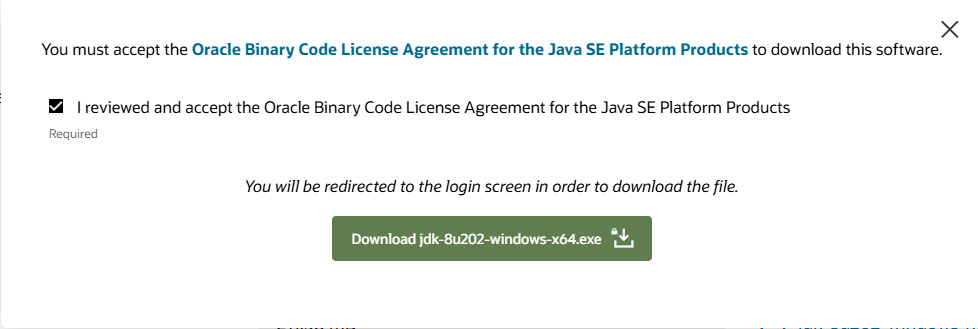 You must accept the Oracle Binary Code License Agreement for the Java SE Platform Products to download this software.
I reviewed and accept the Oracle Binary Code License Agreement for the Java SE Platform Products
Required
You will be redirected to the login screen in order to download the file.
Download jdk-8u202-windows-x64.exe